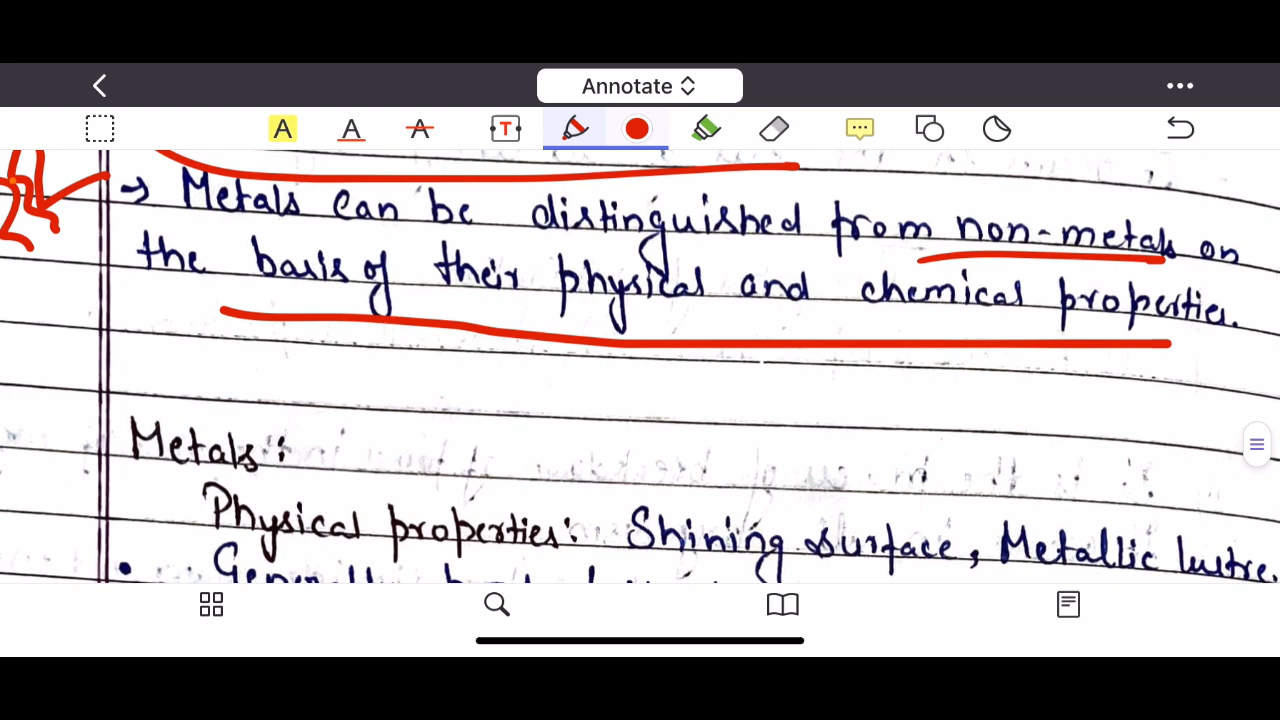 Annotate
A A A T
→ Metals can be distinguished from non-metals on
the basis of their physical and chemical properties.
Metals:
Physical properties: Shining surface, Metallic lustre.
• Generally